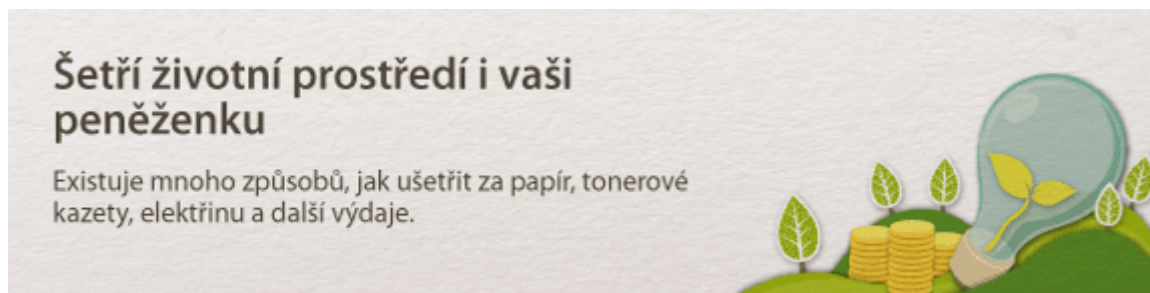 Šetří životní prostředí i vaši
peněženku
Existuje mnoho způsobů, jak ušetřit za papír, tonerové
kazety, elektřinu a další výdaje.